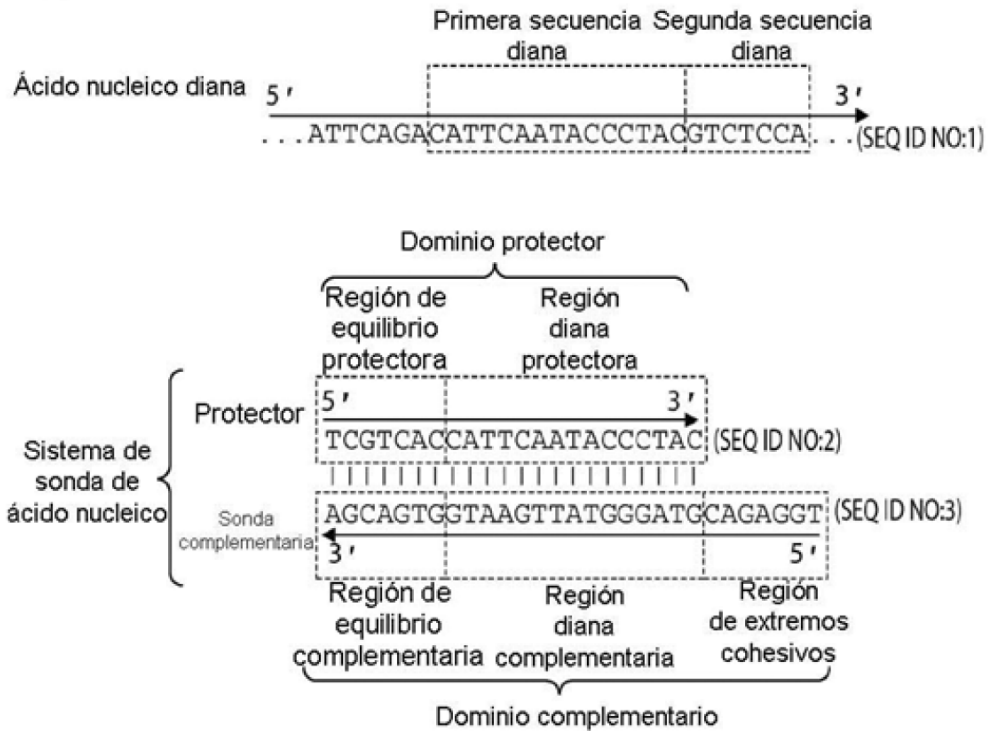 Primera secuencia
diana
Segunda secuencia
diana
Ácido nucleico diana
5 ′ 3 ′
. . . ATTCAGACATTCAATACCCTACGTCTCCA. . . (SEQ ID NO:1)
Dominio protector
Región de
equilibrio
protectora
Región
diana
protectora
Sistema de
sonda de
ácido nucleico
Protector
5 ′ 3 ′
TCGTCACCATTCAATACCCTAC (SEQ ID NO:2)
Sonda
complementaria
AGCAGTGGTAAGTTATGGGATGCAGAGGT (SEQ ID NO:3)
3 ′ 5 ′
Región de
equilibrio
complementaria
Región
diana
complementaria
Región
de extremos
cohesivos
Dominio complementario